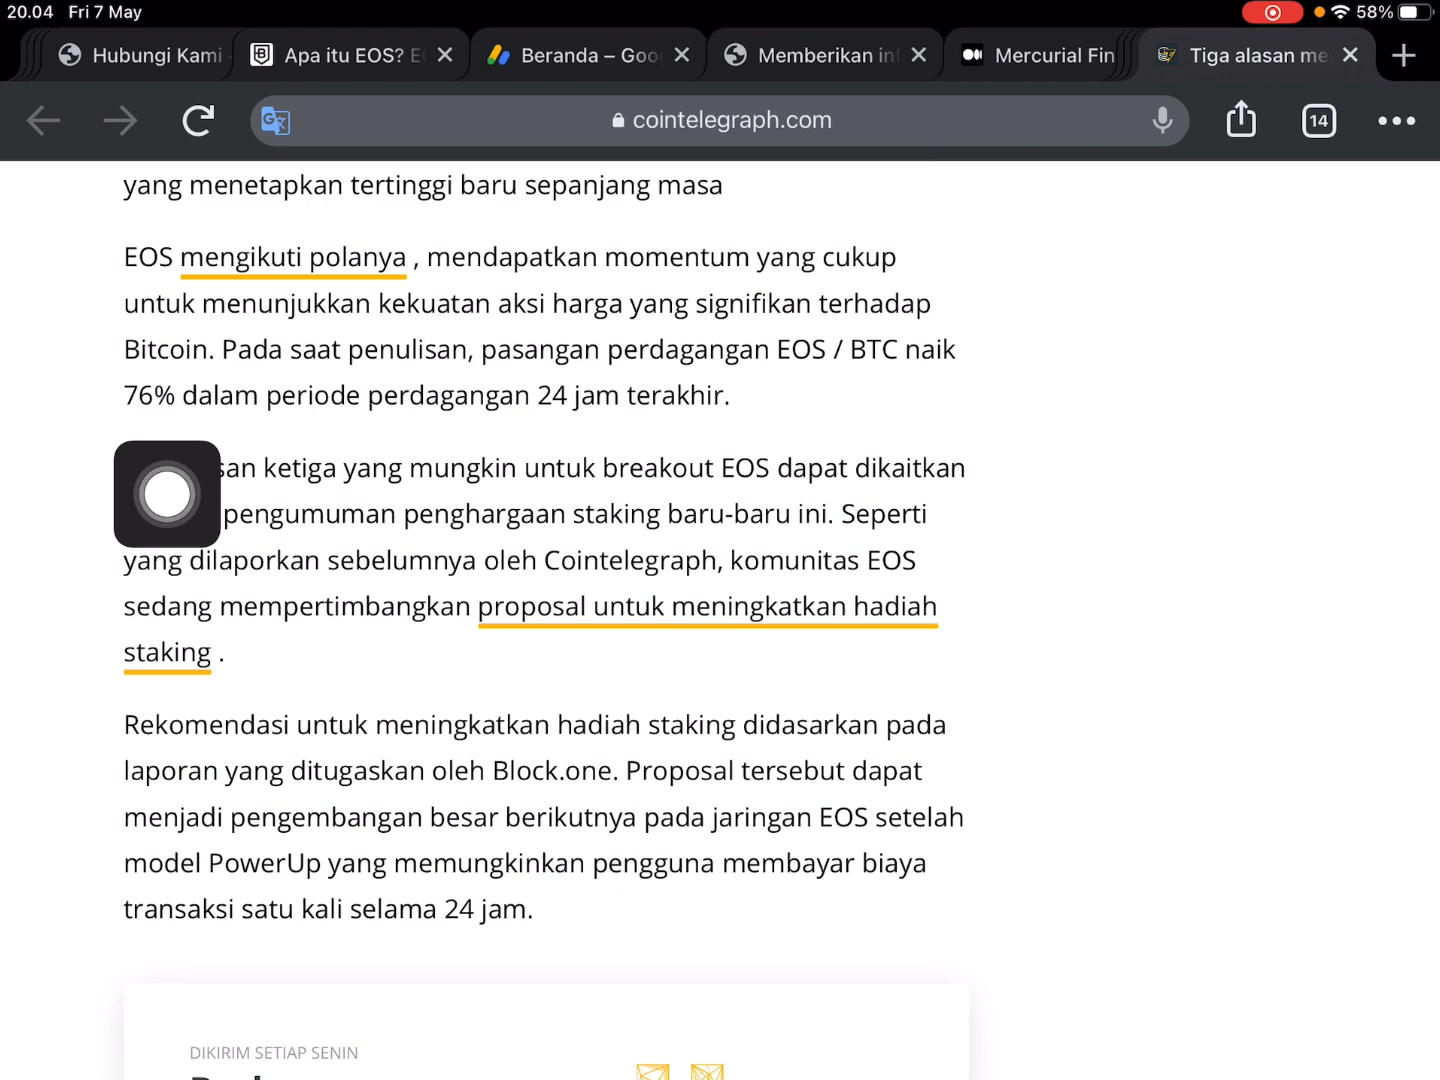 20.04 Fri 7 May 58%
Hubungi Kami Apa itu EOS? E Beranda – Goo Memberikan in Mercurial Fin Tiga alasan me
cointelegraph.com 14
yang menetapkan tertinggi baru sepanjang masa
EOS mengikuti polanya , mendapatkan momentum yang cukup
untuk menunjukkan kekuatan aksi harga yang signifikan terhadap
Bitcoin. Pada saat penulisan, pasangan perdagangan EOS / BTC naik
76% dalam periode perdagangan 24 jam terakhir.
san ketiga yang mungkin untuk breakout EOS dapat dikaitkan
pengumuman penghargaan staking baru-baru ini. Seperti
yang dilaporkan sebelumnya oleh Cointelegraph, komunitas EOS
sedang mempertimbangkan proposal untuk meningkatkan hadiah
staking .
Rekomendasi untuk meningkatkan hadiah staking didasarkan pada
laporan yang ditugaskan oleh Block.one. Proposal tersebut dapat
menjadi pengembangan besar berikutnya pada jaringan EOS setelah
model PowerUp yang memungkinkan pengguna membayar biaya
transaksi satu kali selama 24 jam.
DIKIRIM SETIAP SENIN